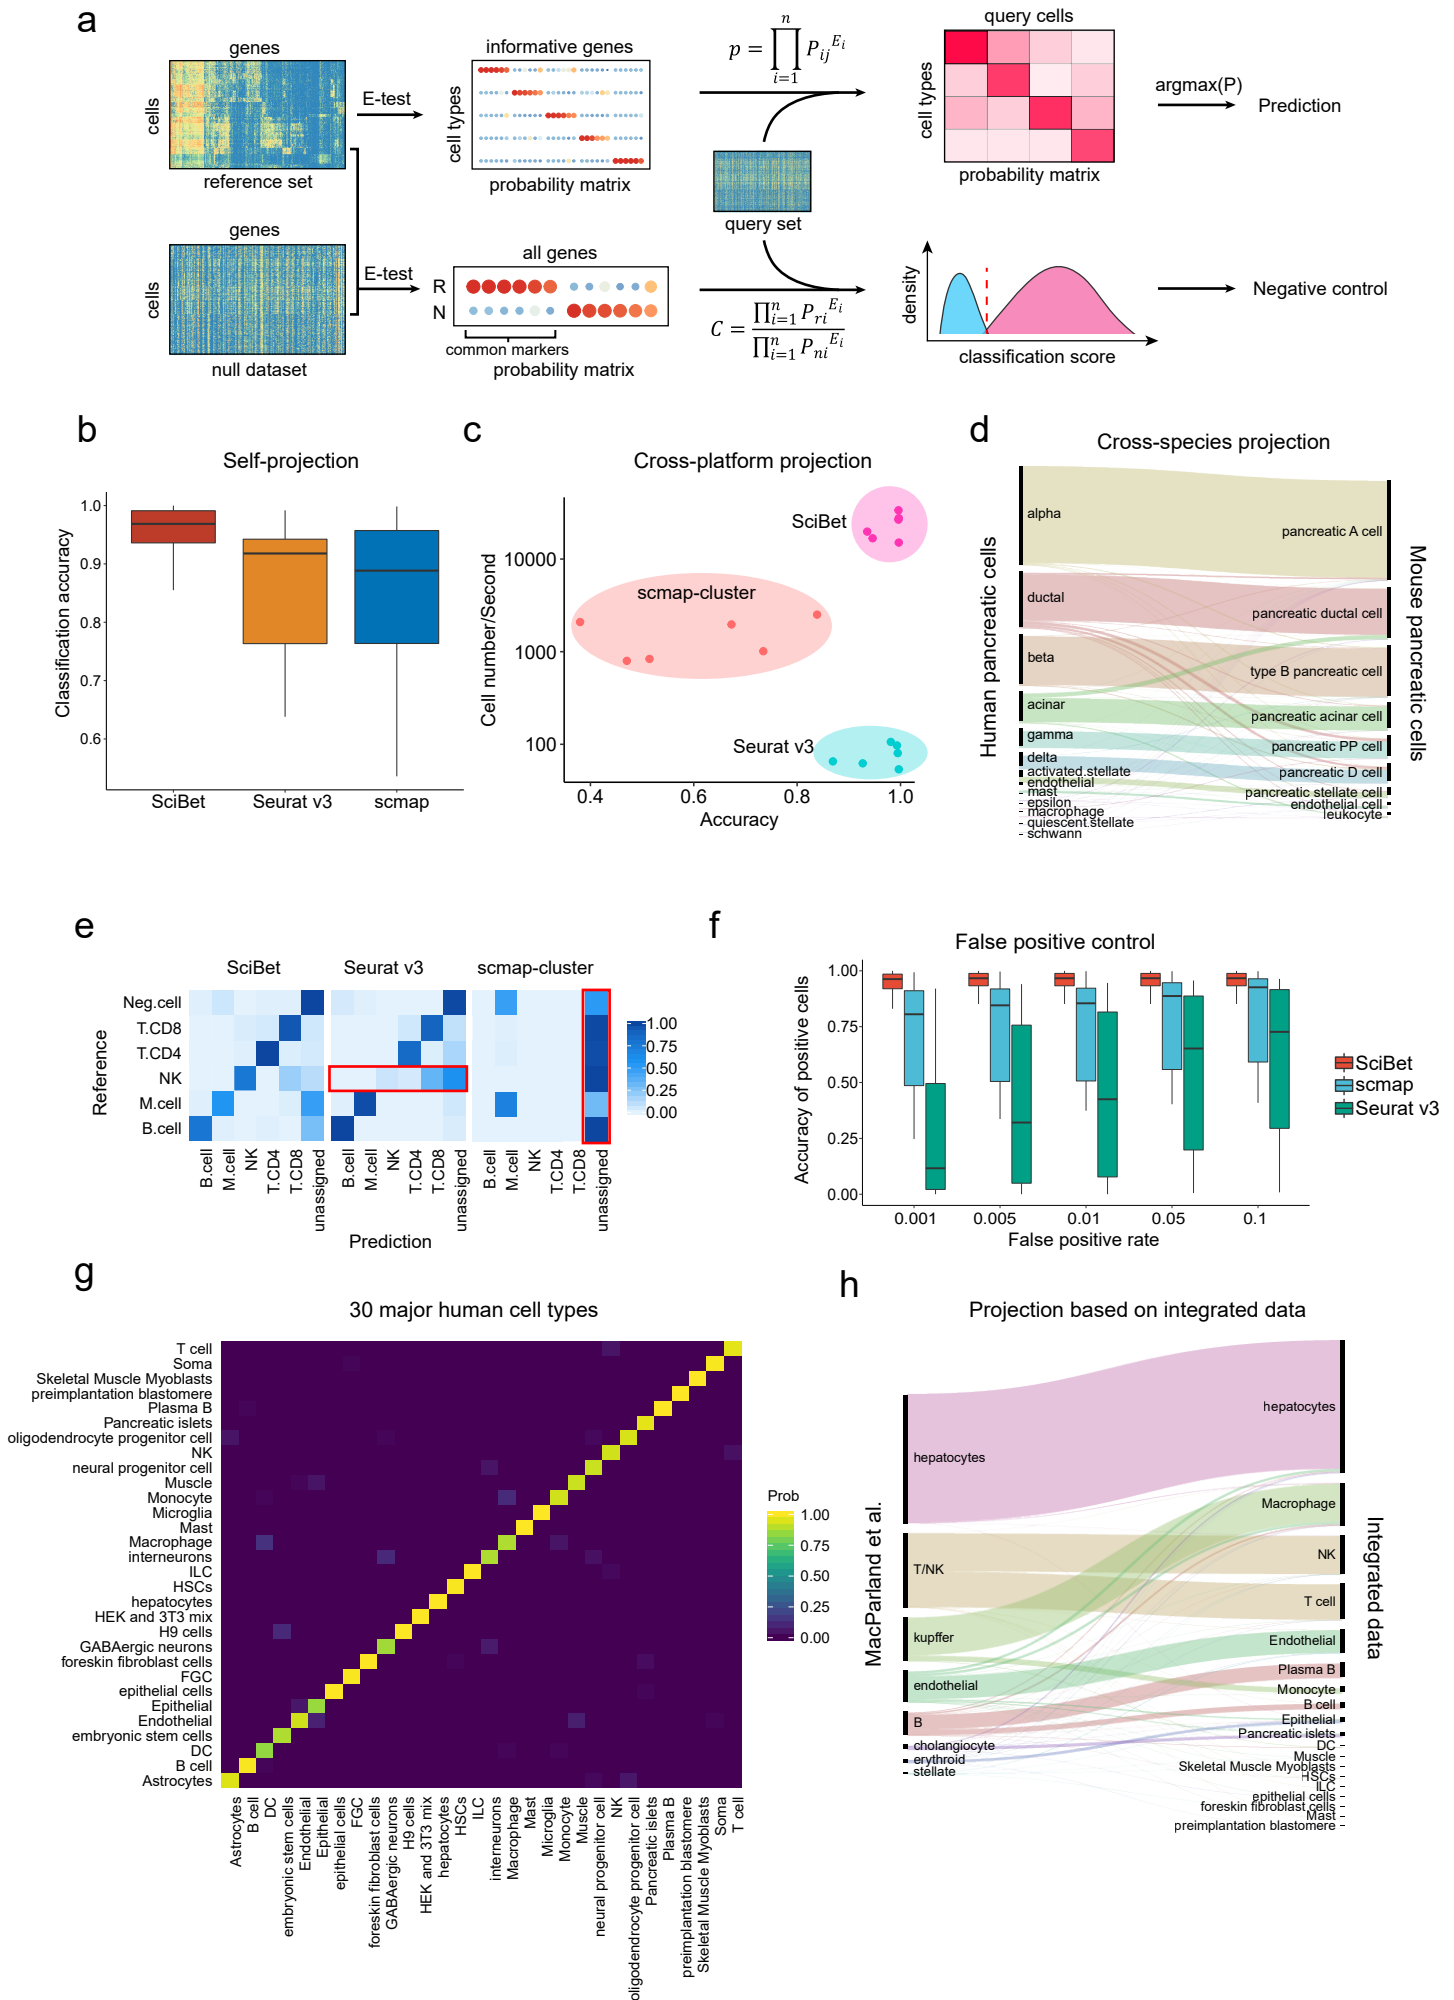 a
genes
cells
reference set
E-test
informative genes
cell types
probability matrix
p = ∏ᵢ₌₁ⁿ Pᵢⱼ^Eᵢ
query set
query cells
cell types
probability matrix
argmax(P)
Prediction
genes
cells
null dataset
E-test
all genes
R
N
common markers
probability matrix
C = ∏ᵢ₌₁ⁿ Pᵣᵢ^Eᵢ / ∏ᵢ₌₁ⁿ Pₙᵢ^Eᵢ
density
classification score
Negative control
b
Self-projection
Classification accuracy
1.0
0.9
0.8
0.7
0.6
SciBet
Seurat v3
scmap
c
Cross-platform projection
Cell number/Second
10000
1000
100
SciBet
scmap-cluster
Seurat v3
0.4
0.6
0.8
1.0
Accuracy
d
Cross-species projection
Human pancreatic cells
alpha
ductal
beta
acinar
gamma
delta
activated.stellate
endothelial
mast
epsilon
macrophage
quiescent.stellate
schwann
pancreatic A cell
pancreatic ductal cell
type B pancreatic cell
pancreatic acinar cell
pancreatic PP cell
pancreatic D cell
pancreatic stellate cell
endothelial cell
leukocyte
Mouse pancreatic cells
e
SciBet
Seurat v3
scmap-cluster
Reference
Neg.cell
T.CD8
T.CD4
NK
M.cell
B.cell
B.cell
M.cell
NK
T.CD4
T.CD8
unassigned
B.cell
M.cell
NK
T.CD4
T.CD8
unassigned
B.cell
M.cell
NK
T.CD4
T.CD8
unassigned
Prediction
1.00
0.75
0.50
0.25
0.00
f
False positive control
Accuracy of positive cells
1.00
0.75
0.50
0.25
0.00
0.001
0.005
0.01
0.05
0.1
False positive rate
SciBet
scmap
Seurat v3
g
30 major human cell types
T cell
Soma
Skeletal Muscle Myoblasts
preimplantation blastomere
Plasma B
Pancreatic islets
oligodendrocyte progenitor cell
NK
neural progenitor cell
Muscle
Monocyte
Microglia
Mast
Macrophage
interneurons
ILC
HSCs
hepatocytes
HEK and 3T3 mix
H9 cells
GABAergic neurons
foreskin fibroblast cells
FGC
epithelial cells
Epithelial
Endothelial
embryonic stem cells
DC
B cell
Astrocytes
Astrocytes
B cell
DC
embryonic stem cells
Endothelial
Epithelial
epithelial cells
FGC
foreskin fibroblast cells
GABAergic neurons
H9 cells
HEK and 3T3 mix
hepatocytes
HSCs
ILC
interneurons
Macrophage
Mast
Microglia
Monocyte
Muscle
neural progenitor cell
NK
oligodendrocyte progenitor cell
Pancreatic islets
Plasma B
preimplantation blastomere
Skeletal Muscle Myoblasts
Soma
T cell
Prob
1.00
0.75
0.50
0.25
0.00
h
Projection based on integrated data
MacParland et al.
hepatocytes
T/NK
kupffer
endothelial
B
cholangiocyte
erythroid
stellate
hepatocytes
Macrophage
NK
T cell
Endothelial
Plasma B
Monocyte
B cell
Epithelial
Pancreatic islets
DC
Muscle
Skeletal Muscle Myoblasts
HSCs
ILC
epithelial cells
foreskin fibroblast cells
Mast
preimplantation blastomere
Integrated data